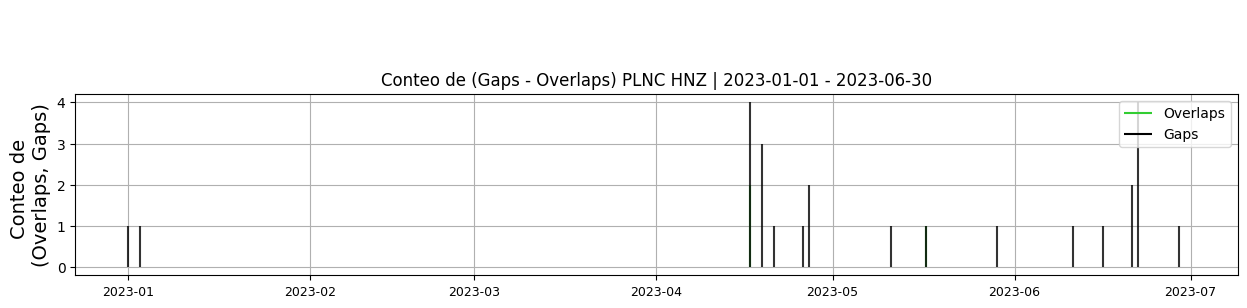 Conteo de (Gaps - Overlaps) PLNC HNZ | 2023-01-01 - 2023-06-30
Conteo de
(Overlaps, Gaps)
4
3
2
1
0
Overlaps
Gaps
2023-01
2023-02
2023-03
2023-04
2023-05
2023-06
2023-07